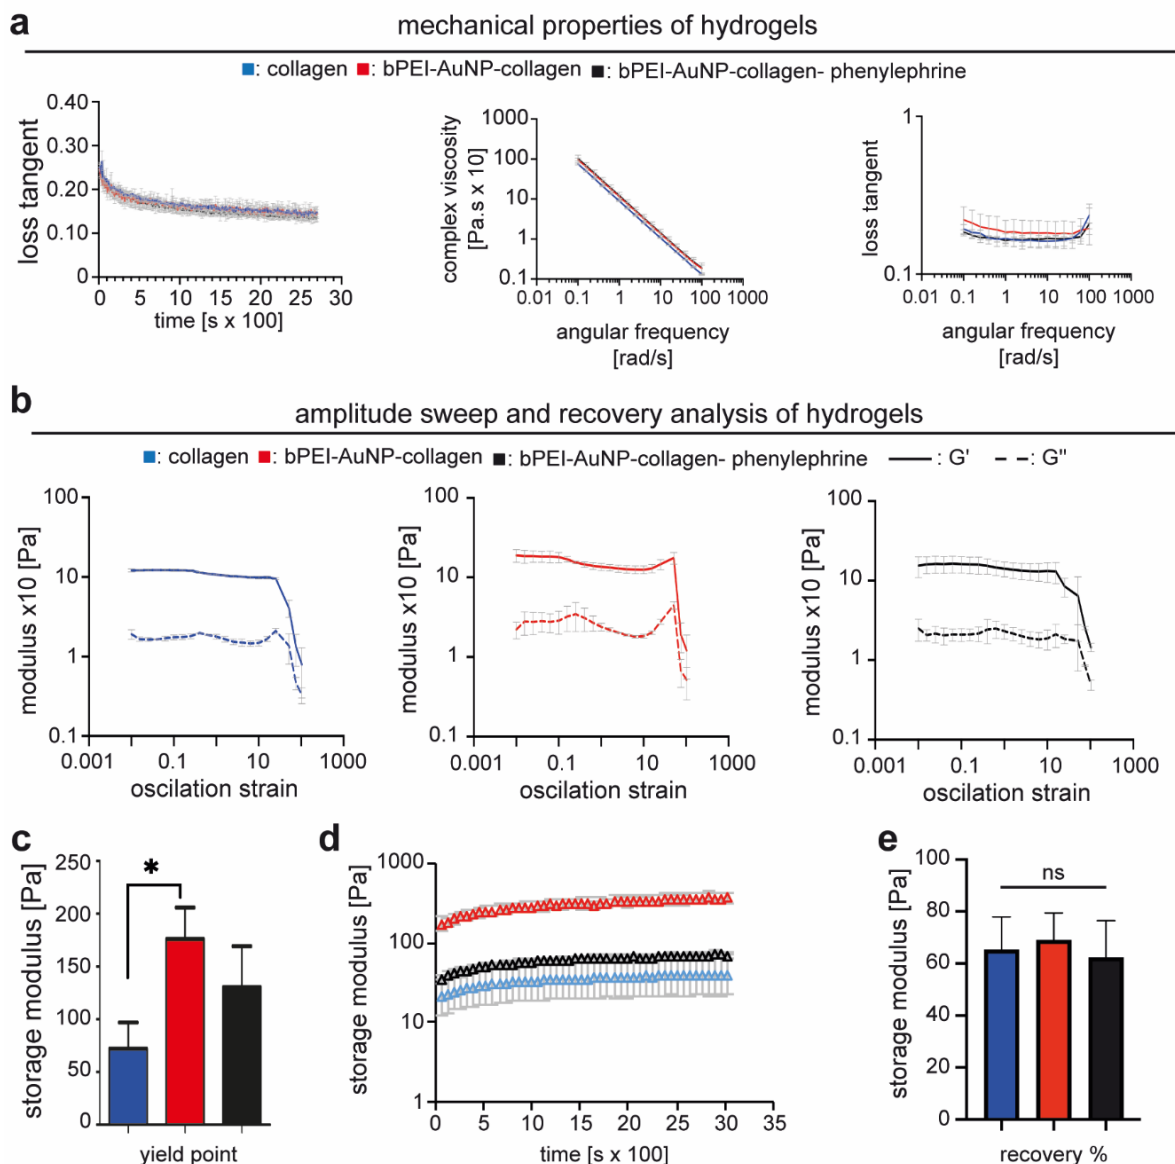 a
mechanical properties of hydrogels
: collagen : bPEI-AuNP-collagen : bPEI-AuNP-collagen- phenylephrine
loss tangent
0.40
0.30
0.20
0.10
0
0 5 10 15 20 25 30
time [s x 100]
complex viscosity
[Pa.s x 10]
1000
100
10
1
0.1
0.01 0.1 1 10 100 1000
angular frequency
[rad/s]
loss tangent
1
0.1
0.01 0.1 1 10 100 1000
angular frequency
[rad/s]
b
amplitude sweep and recovery analysis of hydrogels
: collagen : bPEI-AuNP-collagen : bPEI-AuNP-collagen- phenylephrine : G' : G"
modulus x10 [Pa]
100
10
1
0.1
0.001 0.1 10 1000
oscilation strain
modulus x10 [Pa]
100
10
1
0.1
0.001 0.1 10 1000
oscilation strain
modulus x10 [Pa]
100
10
1
0.1
0.001 0.1 10 1000
oscilation strain
c
storage modulus [Pa]
250
200
150
100
50
0
*
yield point
d
storage modulus [Pa]
1000
100
10
1
0 5 10 15 20 25 30 35
time [s x 100]
e
storage modulus [Pa]
100
80
60
40
20
0
ns
recovery %